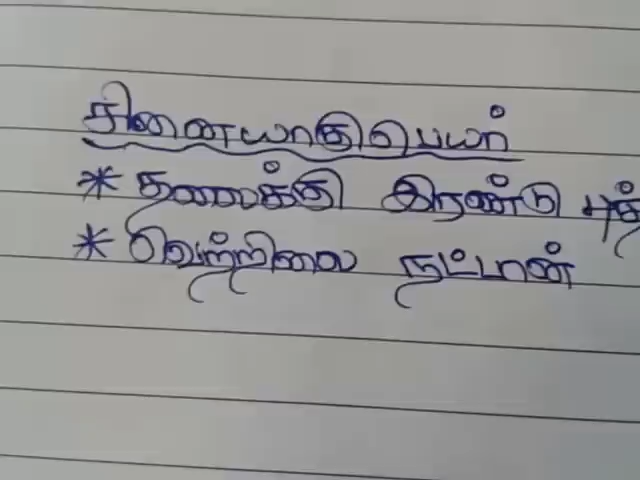 சினையாகுபெயர்
* தலைக்கு இரண்டு
* வெற்றிலை நட்டான்